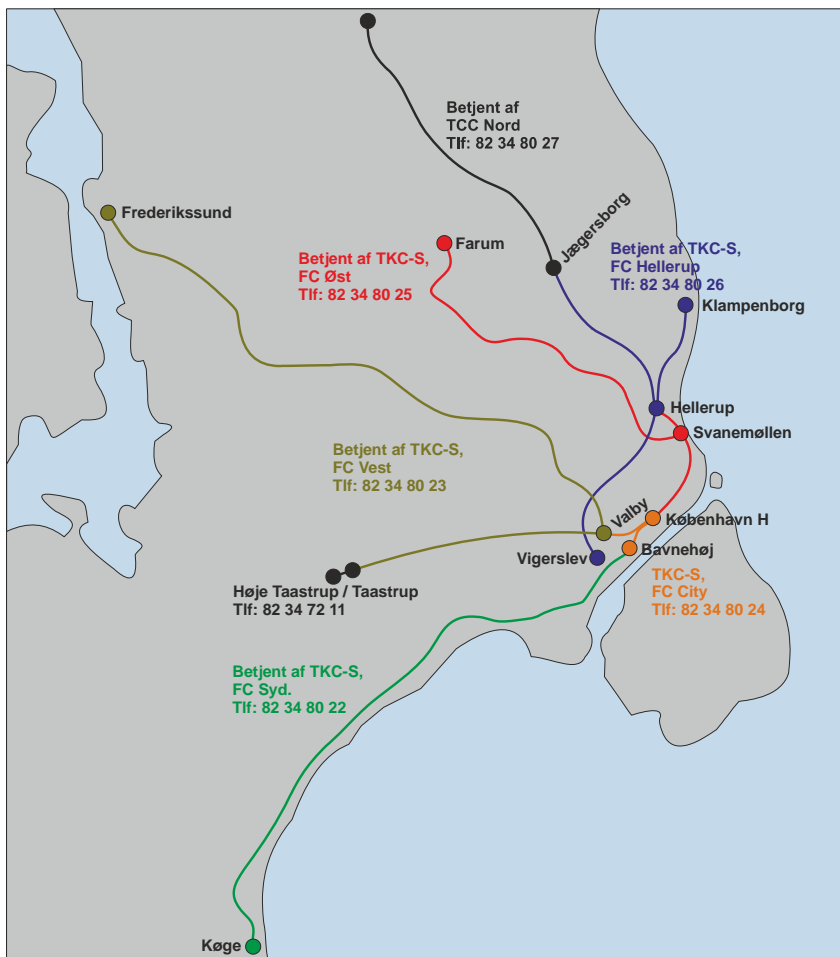 Betjent af
TCC Nord
Tlf: 82 34 80 27
Frederikssund
Farum
Jægersborg
Betjent af TKC-S,
FC Hellerup
Tlf: 82 34 80 26
Betjent af TKC-S,
FC Øst
Tlf: 82 34 80 25
Klampenborg
Hellerup
Svanemøllen
Betjent af TKC-S,
FC Vest
Tlf: 82 34 80 23
Valby
København H
Bavnehøj
Vigerslev
TKC-S,
FC City
Tlf: 82 34 80 24
Høje Taastrup / Taastrup
Tlf: 82 34 72 11
Betjent af TKC-S,
FC Syd.
Tlf: 82 34 80 22
Køge